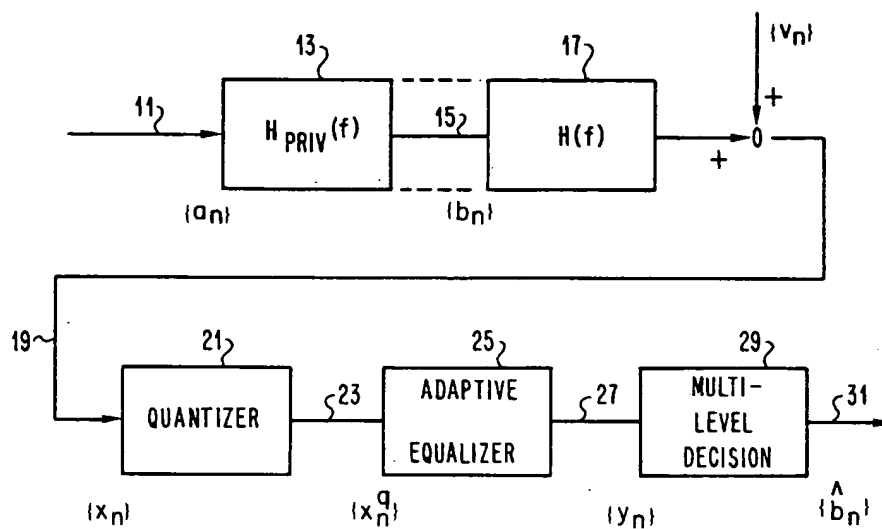 13
17
{v_n}
11
H_PRIV(f)
15
H(f)
+
+
0
{a_n}
{b_n}
19
21
25
29
QUANTIZER
23
ADAPTIVE
EQUALIZER
27
MULTI-
LEVEL
DECISION
31
{x_n}
{x_n^q}
{y_n}
{b̂_n}